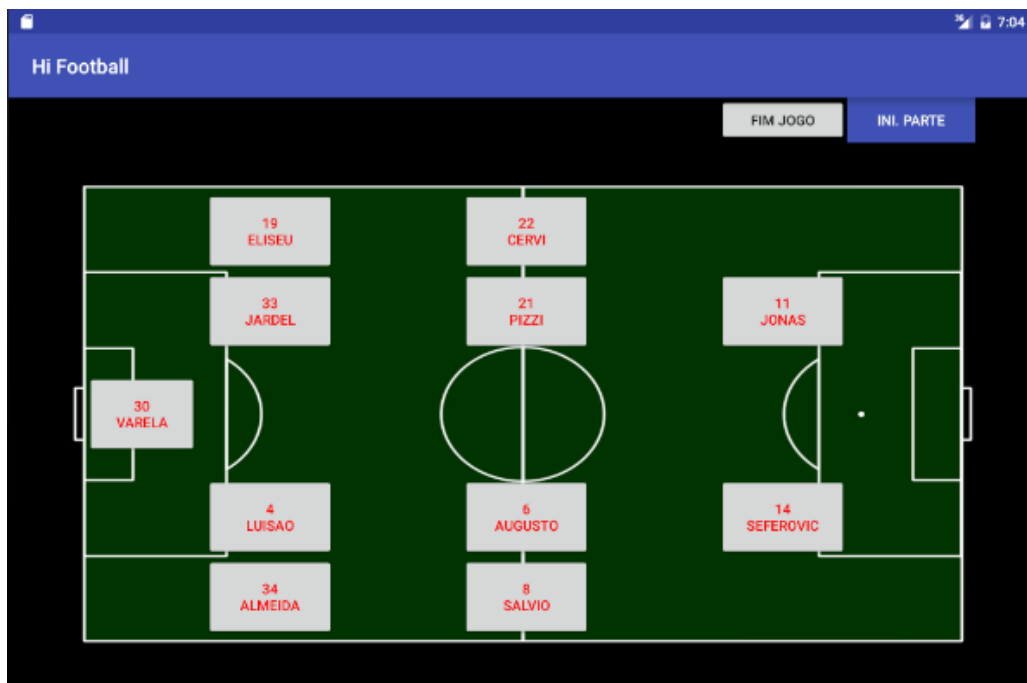 3G 7:04
Hi Football
FIM JOGO INI. PARTE
19
ELISEU
22
CERVI
33
JARDEL
21
PIZZI
11
JONAS
30
VARELA
4
LUISAO
6
AUGUSTO
14
SEFEROVIC
34
ALMEIDA
8
SALVIO